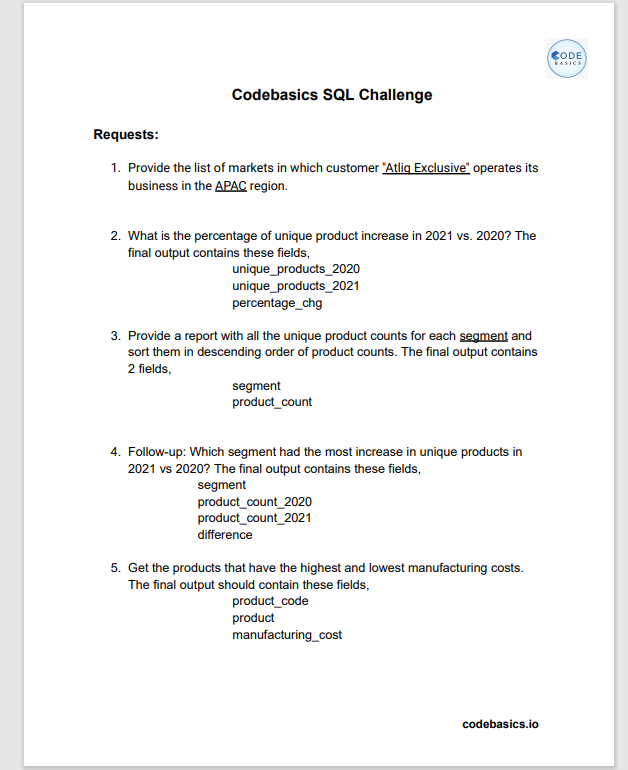 CODE
BASICS
Codebasics SQL Challenge
Requests:
1. Provide the list of markets in which customer "Atliq Exclusive" operates its
business in the APAC region.
2. What is the percentage of unique product increase in 2021 vs. 2020? The
final output contains these fields,
unique_products_2020
unique_products_2021
percentage_chg
3. Provide a report with all the unique product counts for each segment and
sort them in descending order of product counts. The final output contains
2 fields,
segment
product_count
4. Follow-up: Which segment had the most increase in unique products in
2021 vs 2020? The final output contains these fields,
segment
product_count_2020
product_count_2021
difference
5. Get the products that have the highest and lowest manufacturing costs.
The final output should contain these fields,
product_code
product
manufacturing_cost
codebasics.io